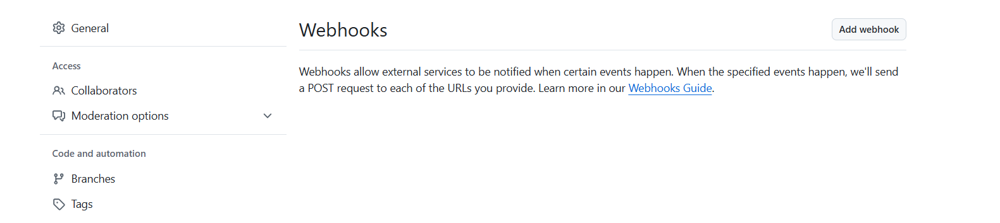 General
Access
Collaborators
Moderation options
Code and automation
Branches
Tags
Webhooks
Add webhook
Webhooks allow external services to be notified when certain events happen. When the specified events happen, we'll send
a POST request to each of the URLs you provide. Learn more in our Webhooks Guide.